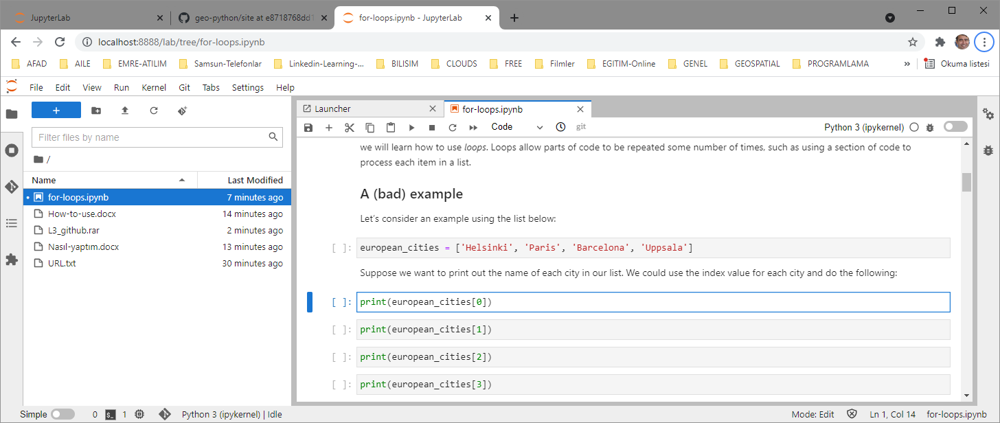 JupyterLab
geo-python/site at e8718768dd1
for-loops.ipynb - JupyterLab
localhost:8888/lab/tree/for-loops.ipynb
AFAD AILE EMRE-ATILIM Samsun-Telefonlar Linkedin-Learning-... BILISIM CLOUDS FREE Filmler EGITIM-Online GENEL GEOSPATIAL PROGRAMLAMA » Okuma listesi
File Edit View Run Kernel Git Tabs Settings Help
Filter files by name
/
Name Last Modified
for-loops.ipynb 7 minutes ago
How-to-use.docx 14 minutes ago
L3_github.rar 2 minutes ago
Nasıl-yaptım.docx 13 minutes ago
URL.txt 30 minutes ago
Launcher
for-loops.ipynb
Code git Python 3 (ipykernel)
we will learn how to use loops. Loops allow parts of code to be repeated some number of times, such as using a section of code to
process each item in a list.
A (bad) example
Let's consider an example using the list below:
[ ]: european_cities = ['Helsinki', 'Paris', 'Barcelona', 'Uppsala']
Suppose we want to print out the name of each city in our list. We could use the index value for each city and do the following:
[ ]: print(european_cities[0])
[ ]: print(european_cities[1])
[ ]: print(european_cities[2])
[ ]: print(european_cities[3])
Simple 0 $_ 1 Python 3 (ipykernel) | Idle Mode: Edit Ln 1, Col 14 for-loops.ipynb